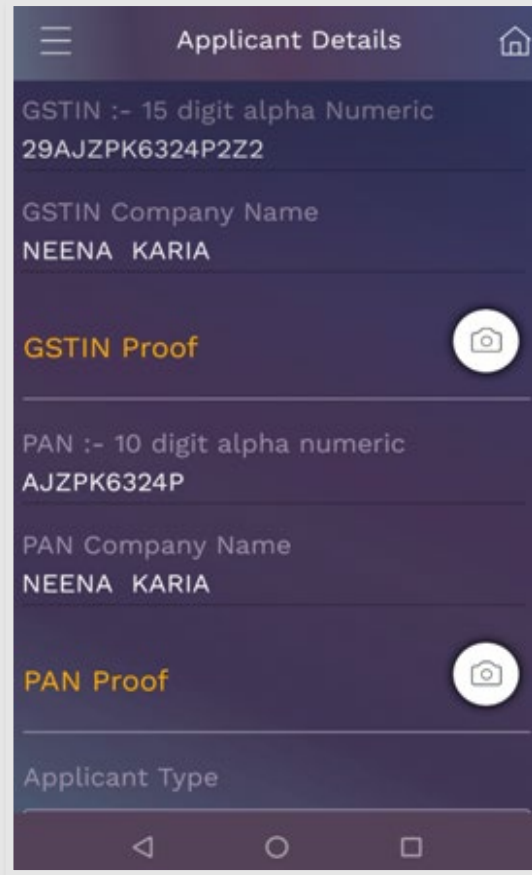 Applicant Details
GSTIN :- 15 digit alpha Numeric
29AJZPK6324P2Z2
GSTIN Company Name
NEENA KARIA
GSTIN Proof
PAN :- 10 digit alpha numeric
AJZPK6324P
PAN Company Name
NEENA KARIA
PAN Proof
Applicant Type